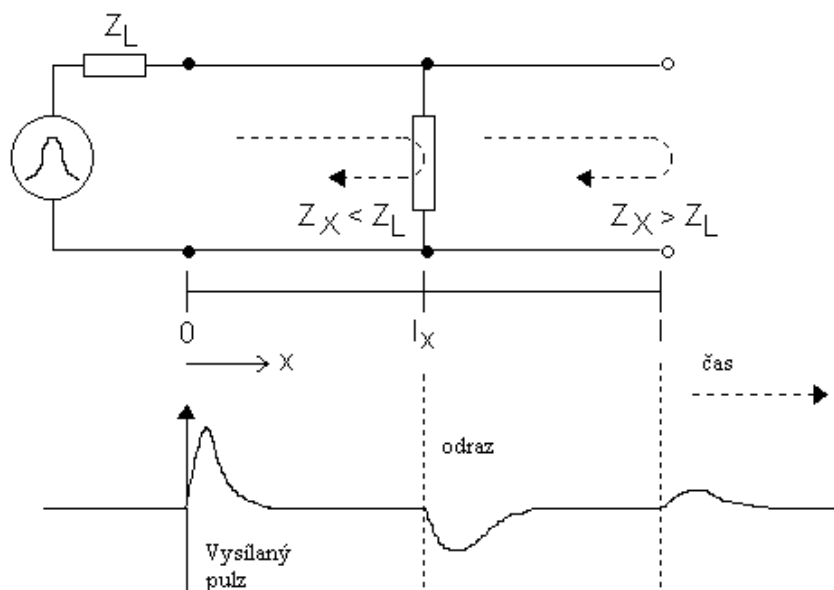 Z_L
Z_X < Z_L
Z_X > Z_L
0
l_X
l
x
čas
odraz
Vysílaný
pulz